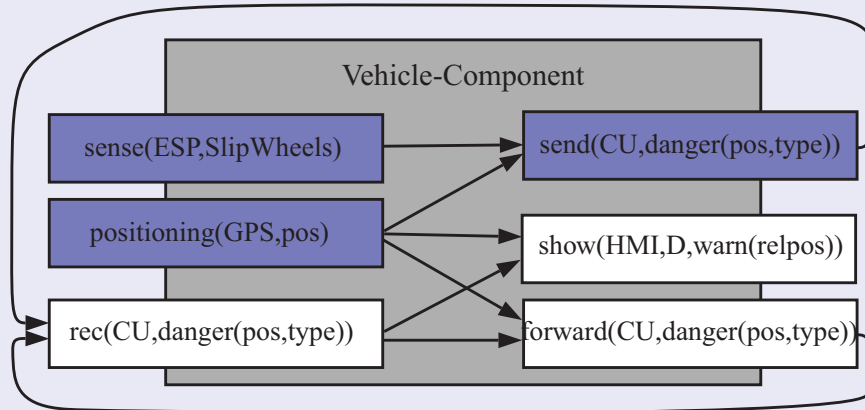 Vehicle-Component
sense(ESP,SlipWheels)
send(CU,danger(pos,type))
positioning(GPS,pos)
show(HMI,D,warn(relpos))
rec(CU,danger(pos,type))
forward(CU,danger(pos,type))